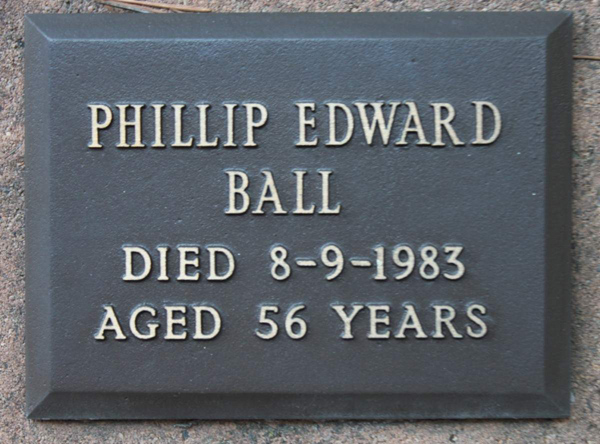 PHILLIP EDWARD
BALL
DIED 8-9-1983
AGED 56 YEARS